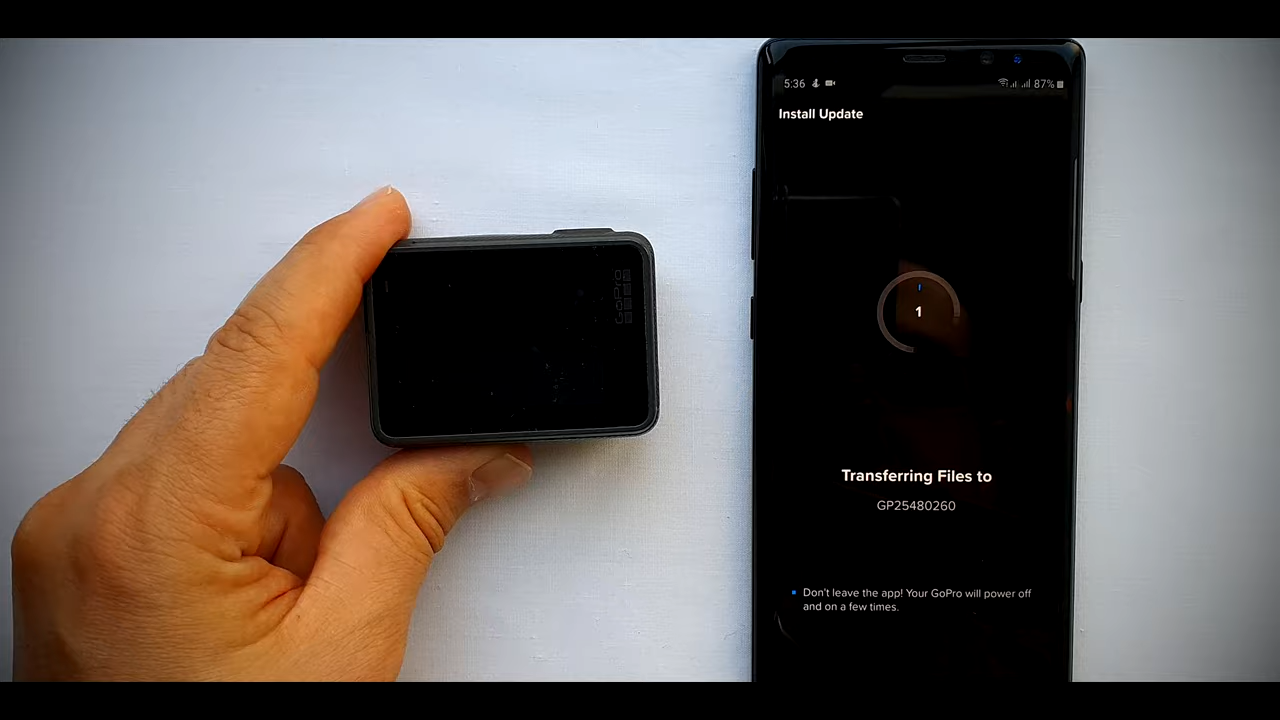 GoPro
5:36
87%
Install Update
1
Transferring Files to
GP25480260
Don't leave the app! Your GoPro will power off
and on a few times.